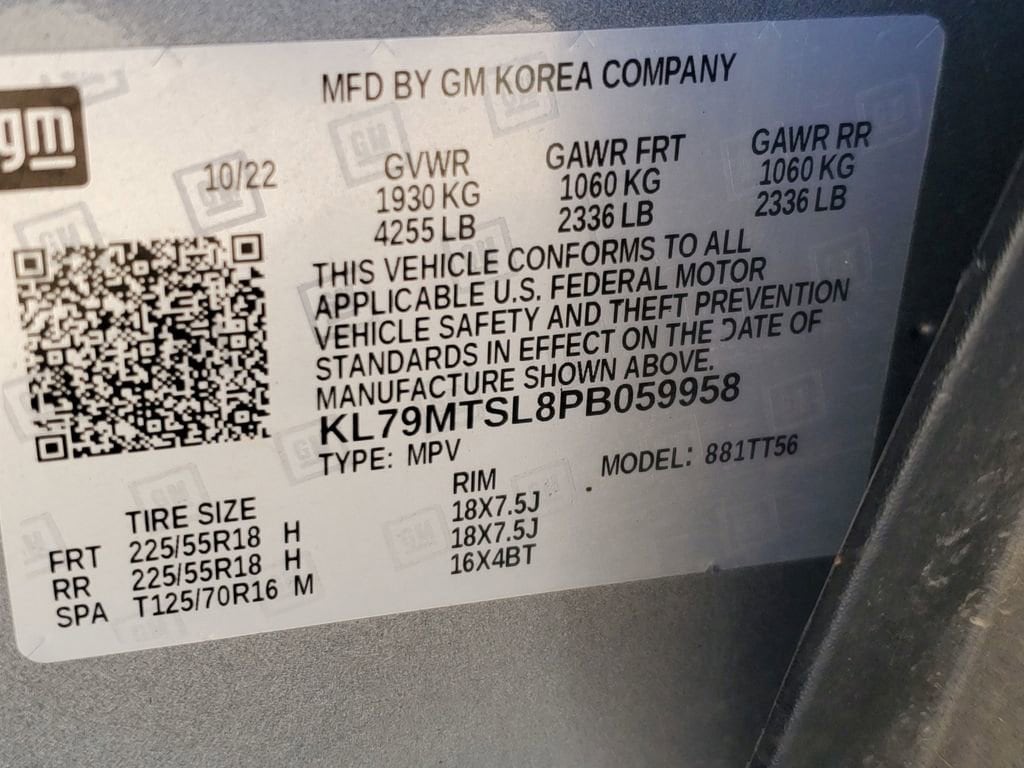 gm
MFD BY GM KOREA COMPANY
10/22
GVWR GAWR FRT GAWR RR
1930 KG 1060 KG 1060 KG
4255 LB 2336 LB 2336 LB
THIS VEHICLE CONFORMS TO ALL
APPLICABLE U.S. FEDERAL MOTOR
VEHICLE SAFETY AND THEFT PREVENTION
STANDARDS IN EFFECT ON THE DATE OF
MANUFACTURE SHOWN ABOVE.
KL79MTSL8PB059958
TYPE: MPV MODEL: 881TT56
TIRE SIZE RIM
FRT 225/55R18 H 18X7.5J
RR 225/55R18 H 18X7.5J
SPA T125/70R16 M 16X4BT